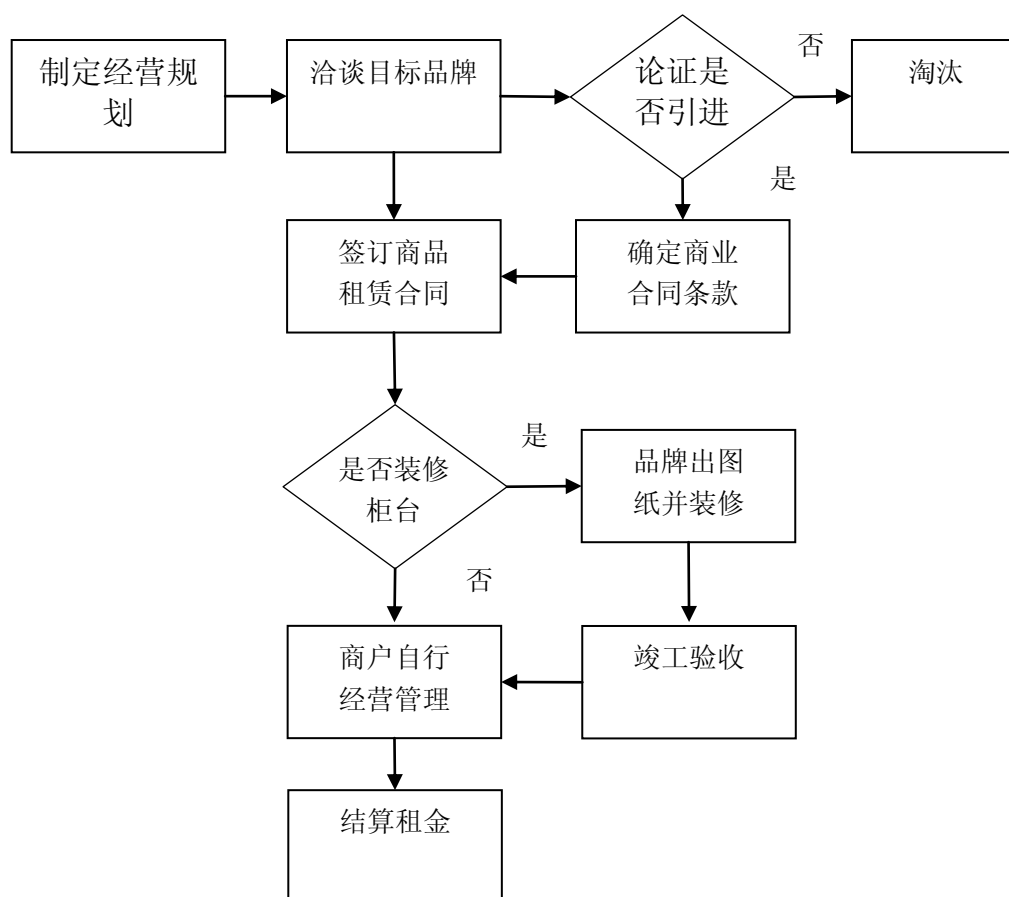 制定经营规
划
洽谈目标品牌
论证是
否引进
否
淘汰
是
签订商品
租赁合同
确定商业
合同条款
是否装修
柜台
是
品牌出图
纸并装修
否
商户自行
经营管理
竣工验收
结算租金